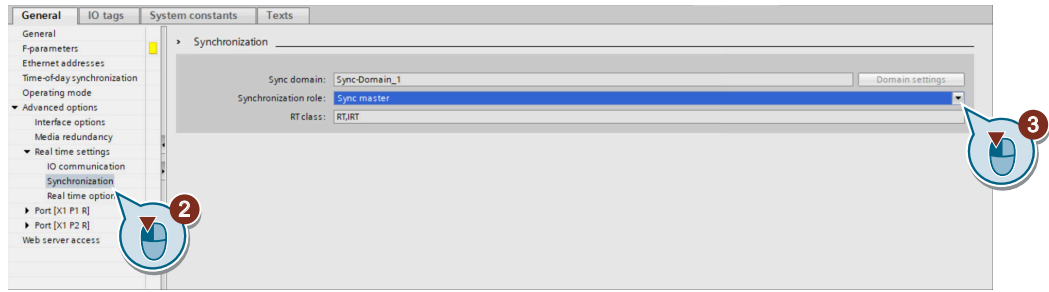 General IO tags System constants Texts
General
F-parameters
Ethernet addresses
Time-of-day synchronization
Operating mode
Advanced options
Interface options
Media redundancy
Real time settings
IO communication
Synchronization
Real time option
Port [X1 P1 R]
Port [X1 P2 R]
Web server access
Synchronization
Sync domain: Sync-Domain_1 Domain settings
Synchronization role: Sync master
RT class: RT,IRT
2
3